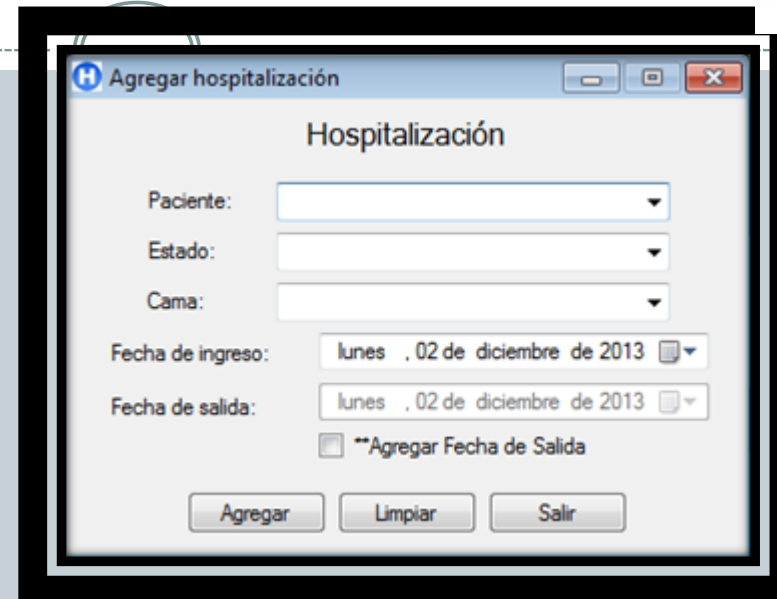 H Agregar hospitalización
Hospitalización
Paciente:
Estado:
Cama:
Fecha de ingreso: lunes , 02 de diciembre de 2013
Fecha de salida: lunes , 02 de diciembre de 2013
**Agregar Fecha de Salida
Agregar Limpiar Salir